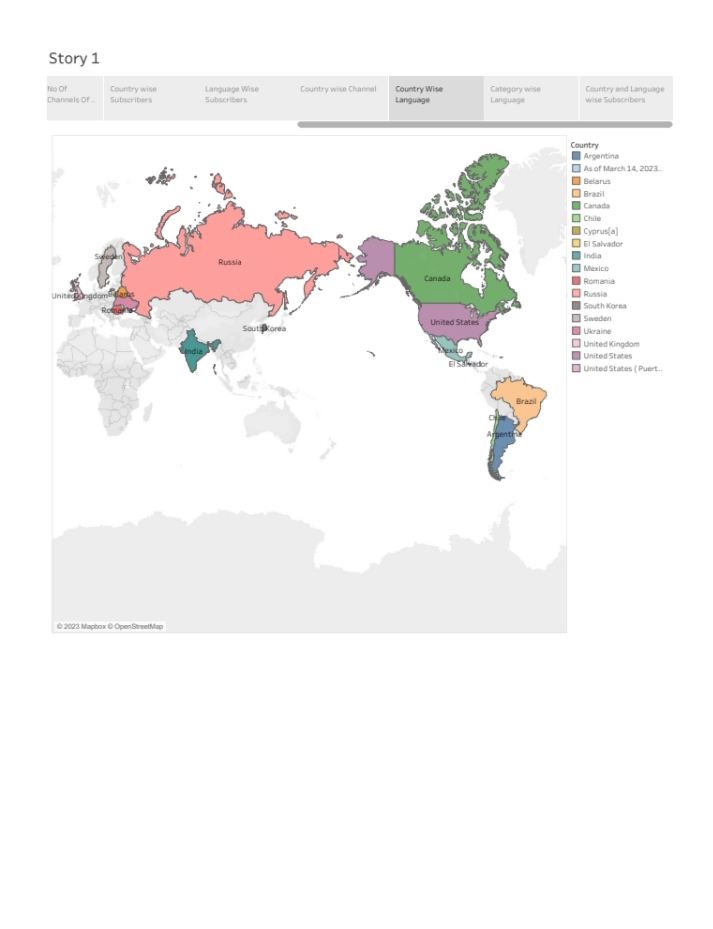 Story 1
No Of
Channels Of ..
Country wise
Subscribers
Language Wise
Subscribers
Country wise Channel
Country Wise
Language
Category wise
Language
Country and Language
wise Subscribers
Country
Argentina
As of March 14, 2023..
Belarus
Brazil
Canada
Chile
Cyprus[a]
El Salvador
India
Mexico
Romania
Russia
South Korea
Sweden
Ukraine
United Kingdom
United States
United States ( Puert..
Sweden
Russia
United Kingdom
South Korea
India
Canada
United States
Mexico
El Salvador
Brazil
Argentina
© 2023 Mapbox © OpenStreetMap